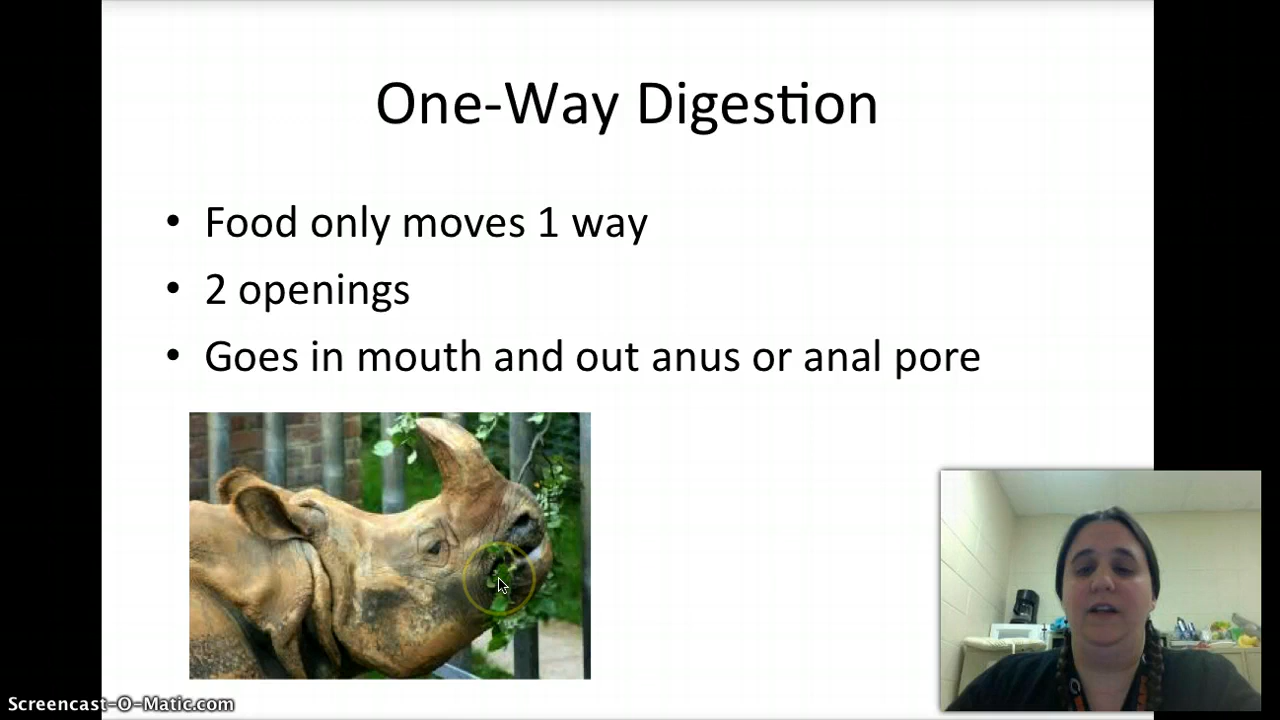 One-Way Digestion
• Food only moves 1 way
• 2 openings
• Goes in mouth and out anus or anal pore
Screencast-O-Matic.com